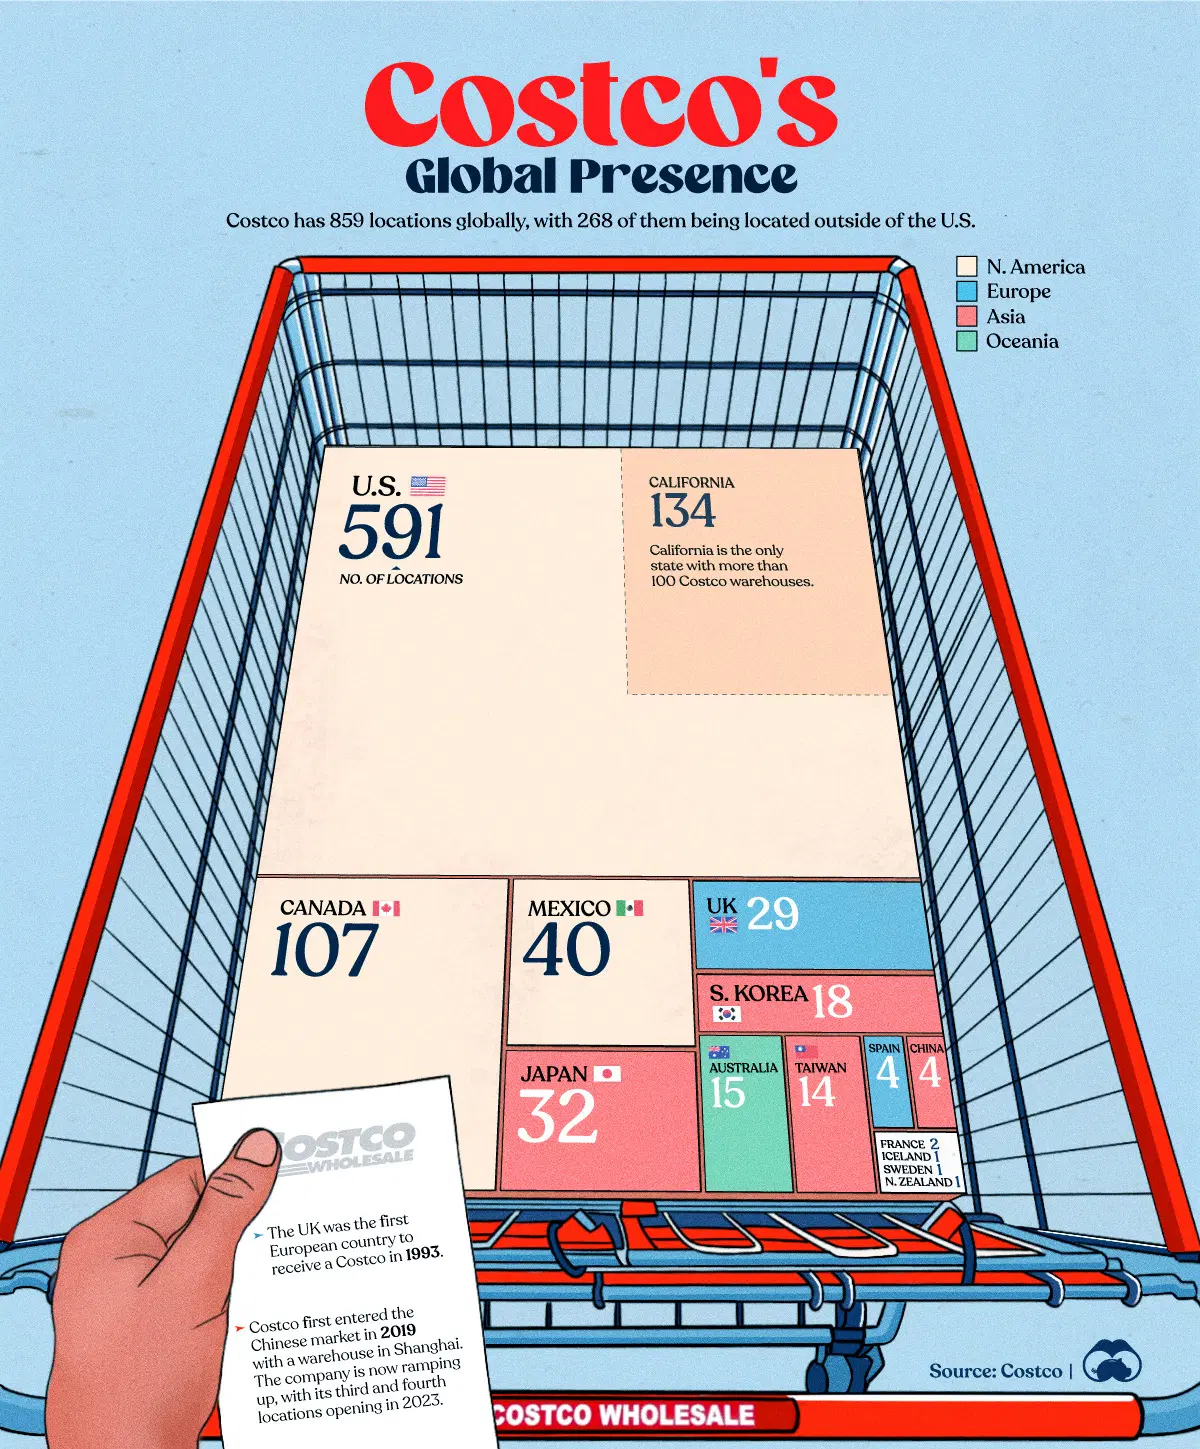 Costco's
Global Presence
Costco has 859 locations globally, with 268 of them being located outside of the U.S.
N. America
Europe
Asia
Oceania
U.S.
591
NO. OF LOCATIONS
CALIFORNIA
134
California is the only
state with more than
100 Costco warehouses.
CANADA
107
MEXICO
40
UK 29
S. KOREA 18
JAPAN
32
AUSTRALIA
15
TAIWAN
14
SPAIN
4
CHINA
4
FRANCE 2
ICELAND 1
SWEDEN 1
N. ZEALAND 1
COSTCO
WHOLESALE
The UK was the first
European country to
receive a Costco in 1993.
Costco first entered the
Chinese market in 2019
with a warehouse in Shanghai.
The company is now ramping
up, with its third and fourth
locations opening in 2023.
Source: Costco |
COSTCO WHOLESALE